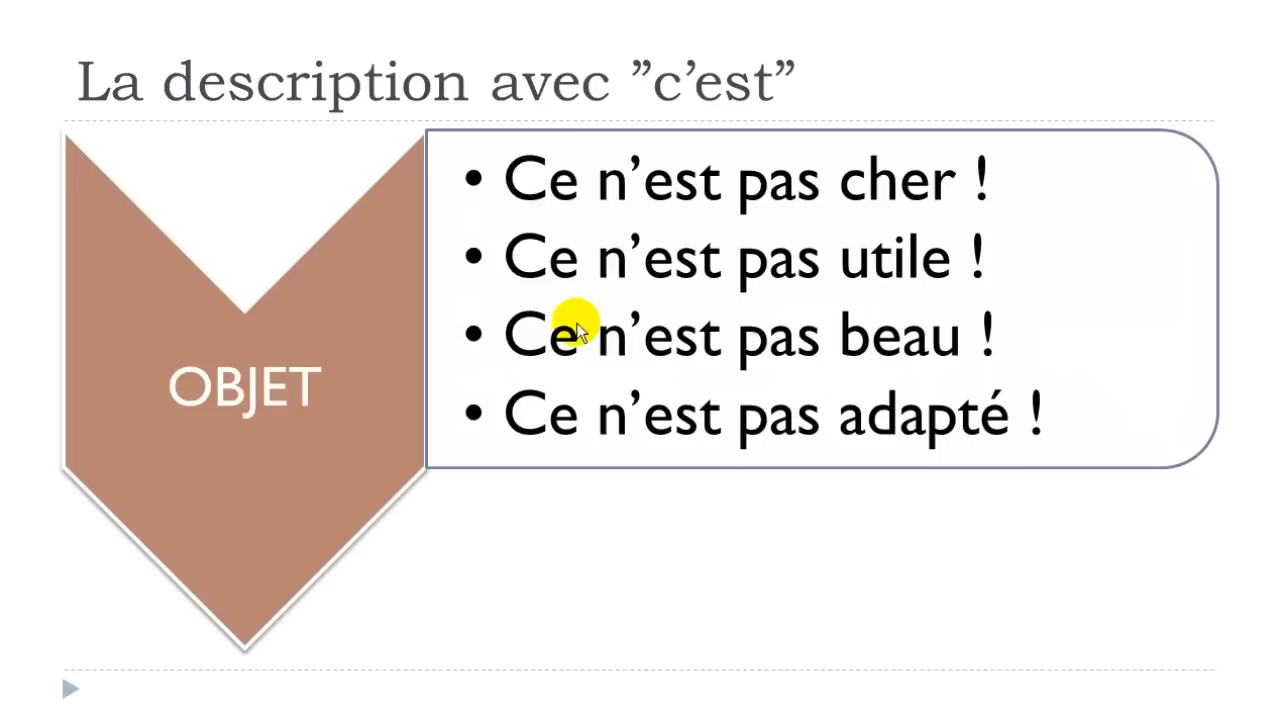 La description avec ”c’est”
OBJET
• Ce n’est pas cher !
• Ce n’est pas utile !
• Ce n’est pas beau !
• Ce n’est pas adapté !